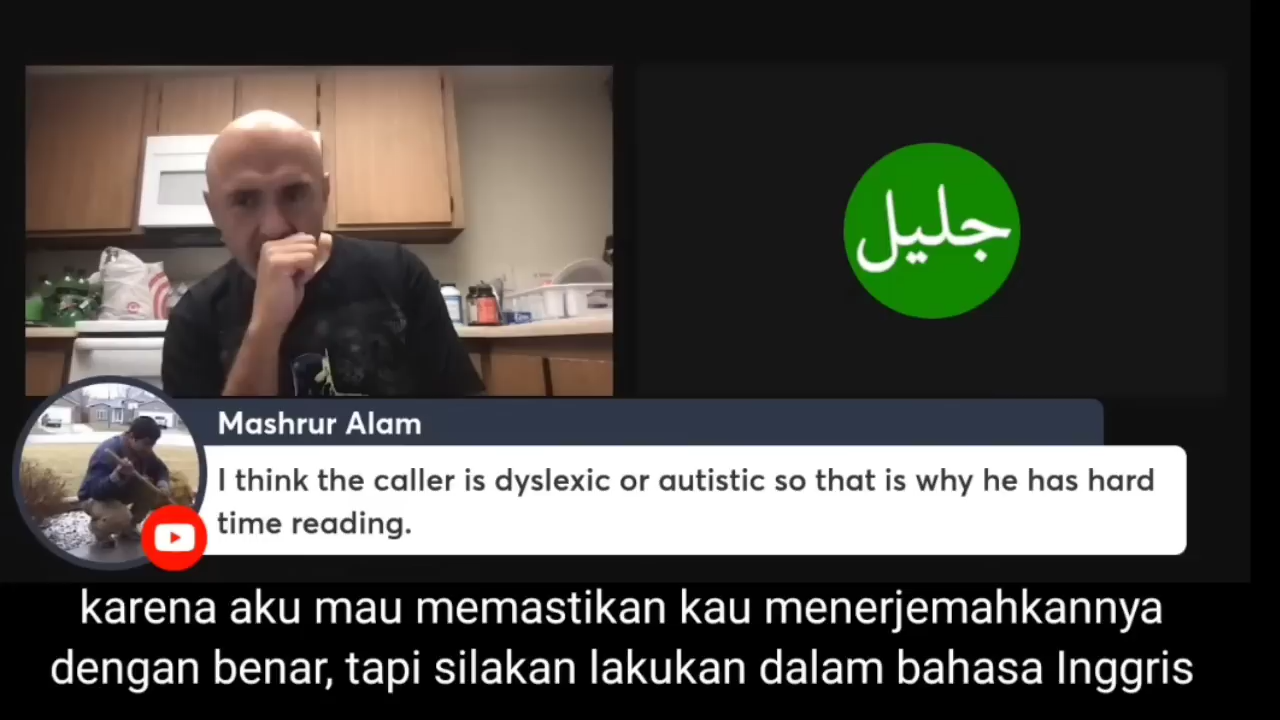 جليل
Mashrur Alam
I think the caller is dyslexic or autistic so that is why he has hard
time reading.
karena aku mau memastikan kau menerjemahkannya
dengan benar, tapi silakan lakukan dalam bahasa Inggris